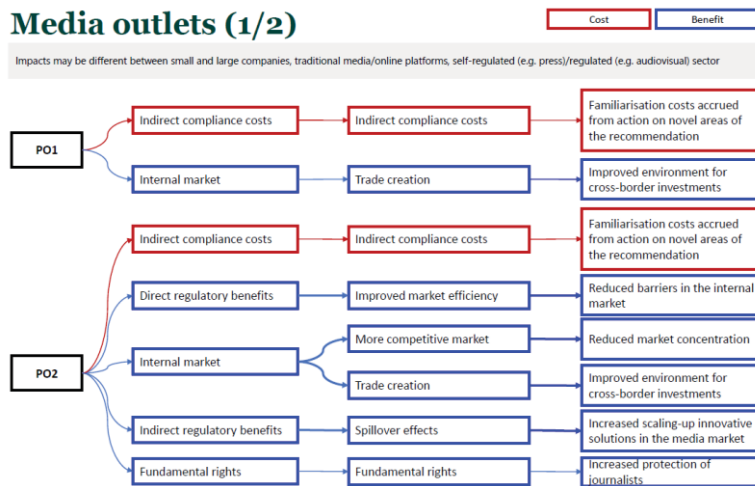 Media outlets (1/2)
Cost
Benefit
Impacts may be different between small and large companies, traditional media/online platforms, self-regulated (e.g. press)/regulated (e.g. audiovisual) sector
PO1
Indirect compliance costs
Indirect compliance costs
Familiarisation costs accrued
from action on novel areas of
the recommendation
Internal market
Trade creation
Improved environment for
cross-border investments
PO2
Indirect compliance costs
Indirect compliance costs
Familiarisation costs accrued
from action on novel areas of
the recommendation
Direct regulatory benefits
Improved market efficiency
Reduced barriers in the internal
market
Internal market
More competitive market
Reduced market concentration
Trade creation
Improved environment for
cross-border investments
Indirect regulatory benefits
Spillover effects
Increased scaling-up innovative
solutions in the media market
Fundamental rights
Fundamental rights
Increased protection of
journalists